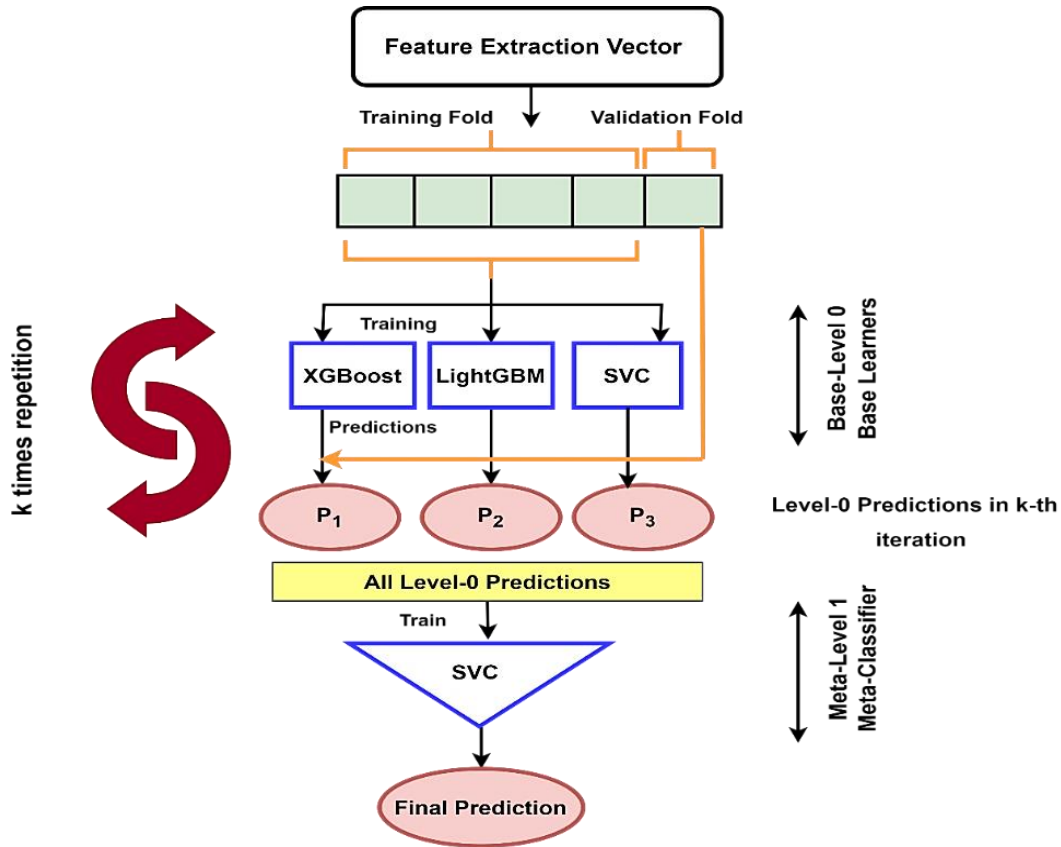 Feature Extraction Vector
Training Fold
Validation Fold
Training
XGBoost
LightGBM
SVC
Predictions
k times repetition
Base-Level 0
Base Learners
P1
P2
P3
Level-0 Predictions in k-th
iteration
All Level-0 Predictions
Train
SVC
Meta-Level 1
Meta-Classifier
Final Prediction